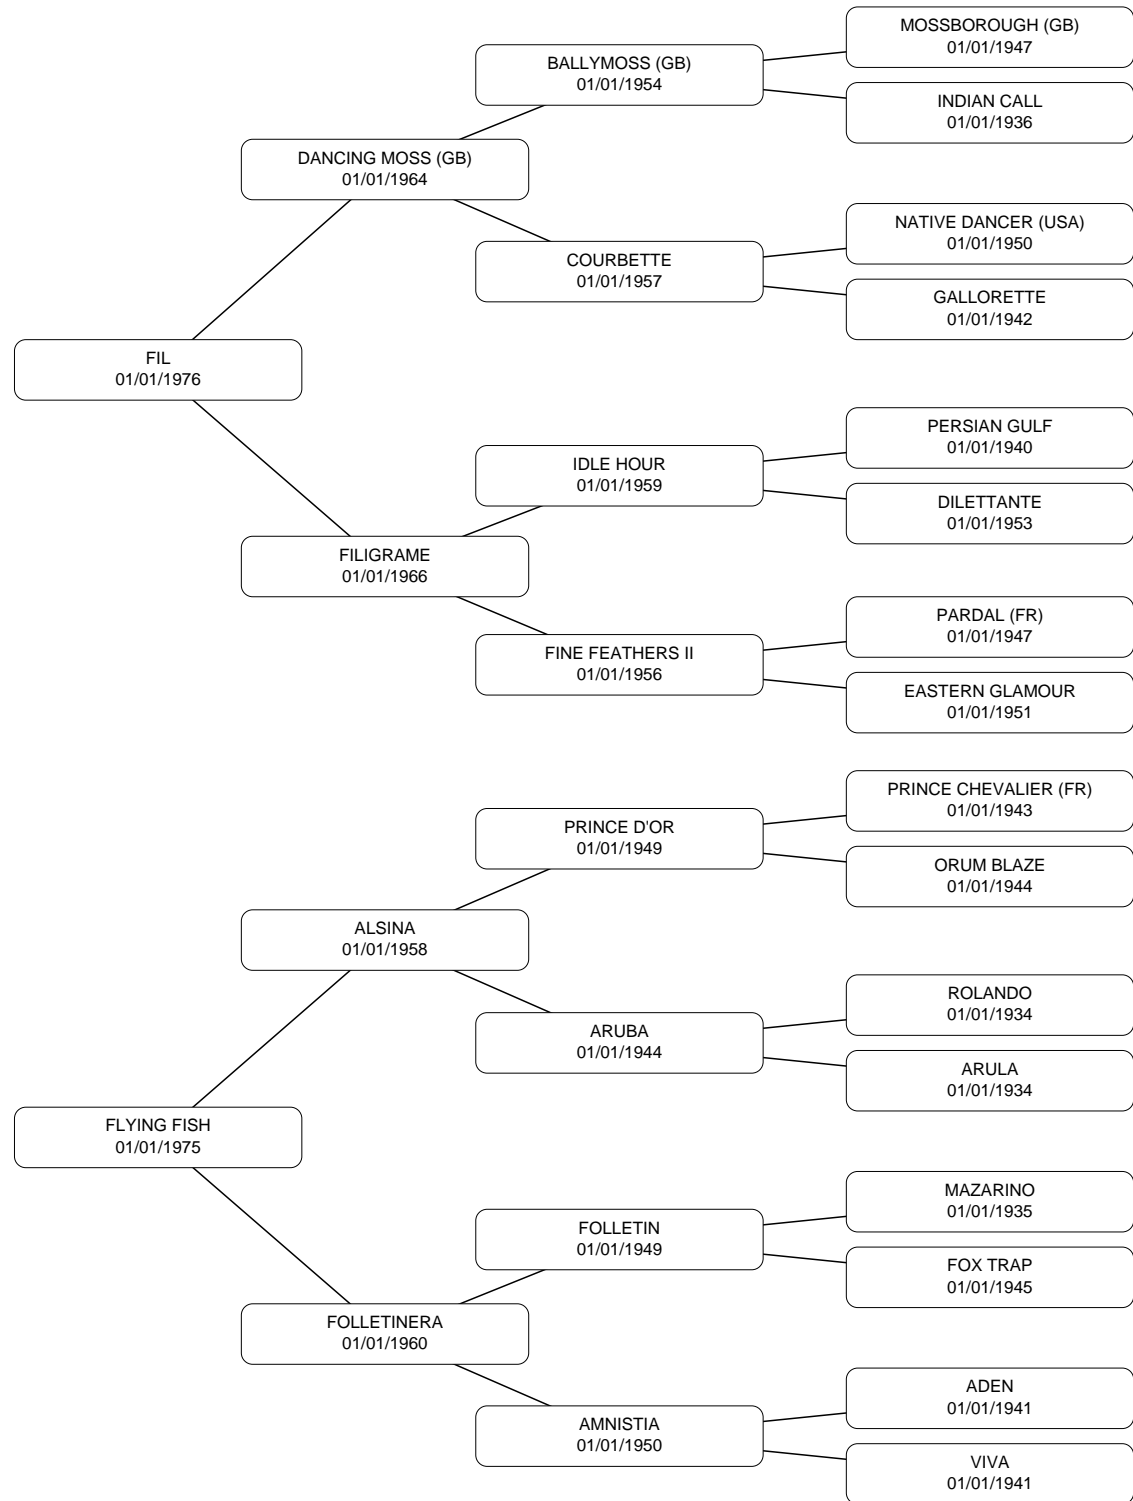 MOSSBOROUGH (GB)
01/01/1947
BALLYMOSS (GB)
01/01/1954
INDIAN CALL
01/01/1936
DANCING MOSS (GB)
01/01/1964
NATIVE DANCER (USA)
01/01/1950
COURBETTE
01/01/1957
GALLORETTE
01/01/1942
FIL
01/01/1976
PERSIAN GULF
01/01/1940
IDLE HOUR
01/01/1959
DILETTANTE
01/01/1953
FILIGRAME
01/01/1966
PARDAL (FR)
01/01/1947
FINE FEATHERS II
01/01/1956
EASTERN GLAMOUR
01/01/1951
PRINCE CHEVALIER (FR)
01/01/1943
PRINCE D'OR
01/01/1949
ORUM BLAZE
01/01/1944
ALSINA
01/01/1958
ROLANDO
01/01/1934
ARUBA
01/01/1944
ARULA
01/01/1934
FLYING FISH
01/01/1975
MAZARINO
01/01/1935
FOLLETIN
01/01/1949
FOX TRAP
01/01/1945
FOLLETINERA
01/01/1960
ADEN
01/01/1941
AMNISTIA
01/01/1950
VIVA
01/01/1941